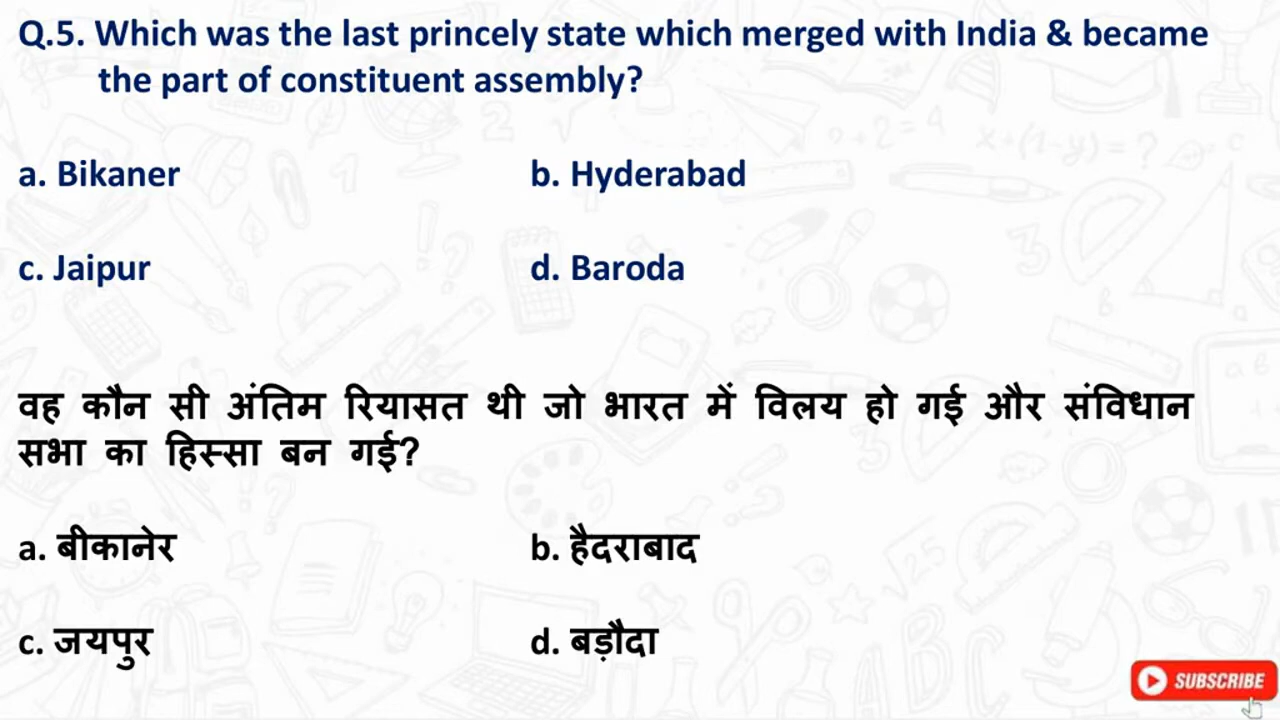 Q.5. Which was the last princely state which merged with India & became
the part of constituent assembly?
a. Bikaner b. Hyderabad
c. Jaipur d. Baroda
वह कौन सी अंतिम रियासत थी जो भारत में विलय हो गई और संविधान
सभा का हिस्सा बन गई?
a. बीकानेर b. हैदराबाद
c. जयपुर d. बड़ौदा
SUBSCRIBE